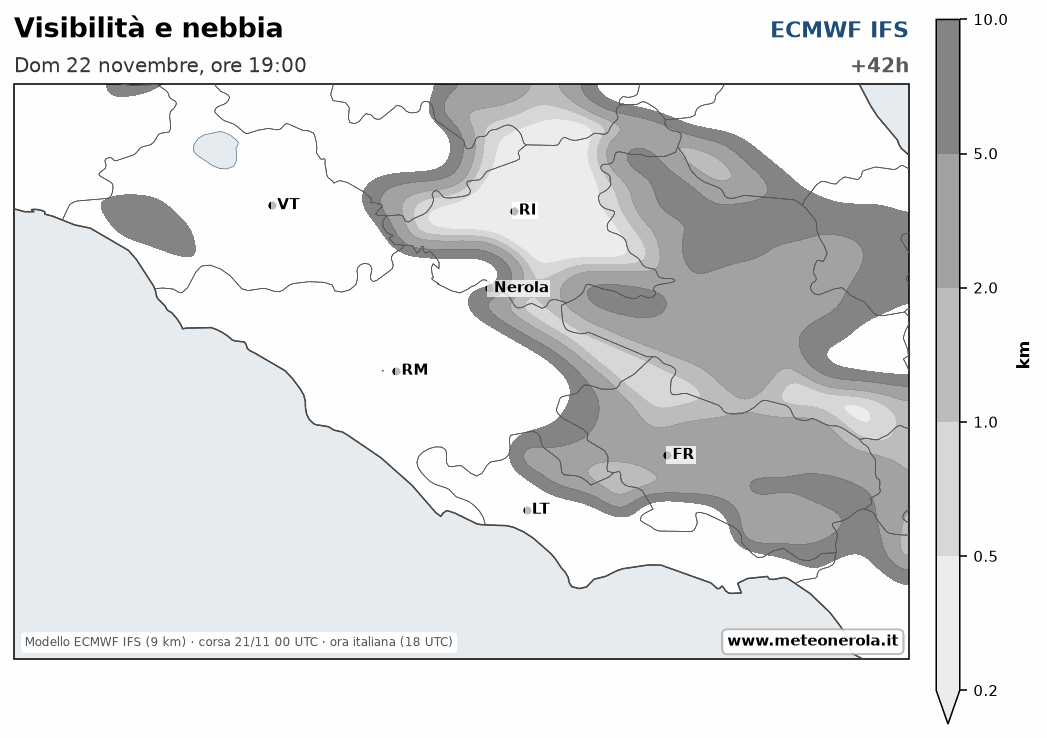 Visibilità e nebbia
ECMWF IFS
Dom 22 novembre, ore 19:00
+42h
VT
RI
Nerola
RM
FR
LT
Modello ECMWF IFS (9 km) · corsa 21/11 00 UTC · ora italiana (18 UTC)
www.meteonerola.it
10.0
5.0
2.0
1.0
0.5
0.2
km